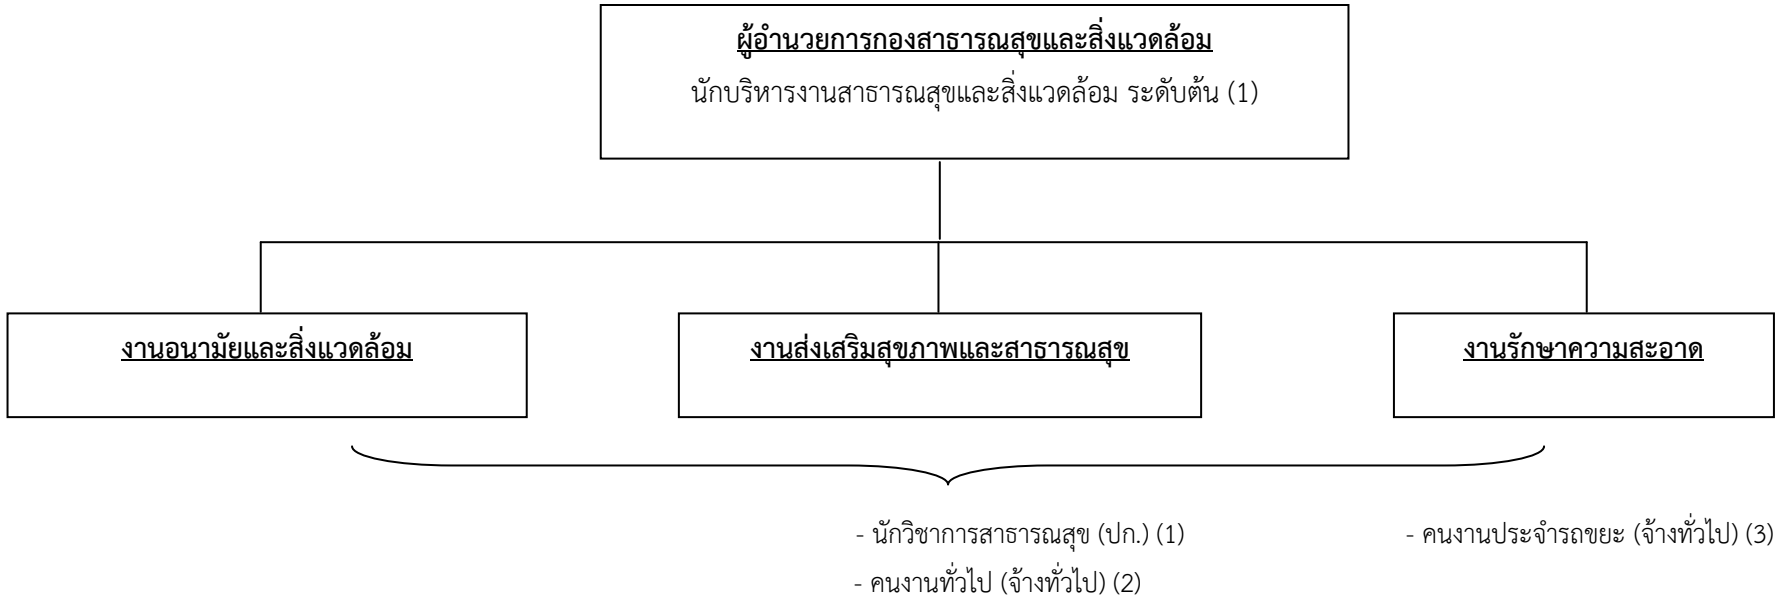 ผู้อำนวยการกองสาธารณสุขและสิ่งแวดล้อม
นักบริหารงานสาธารณสุขและสิ่งแวดล้อม ระดับต้น (1)
งานอนามัยและสิ่งแวดล้อม
งานส่งเสริมสุขภาพและสาธารณสุข
งานรักษาความสะอาด
- นักวิชาการสาธารณสุข (ปก.) (1)
- คนงานประจำรถขยะ (จ้างทั่วไป) (3)
- คนงานทั่วไป (จ้างทั่วไป) (2)